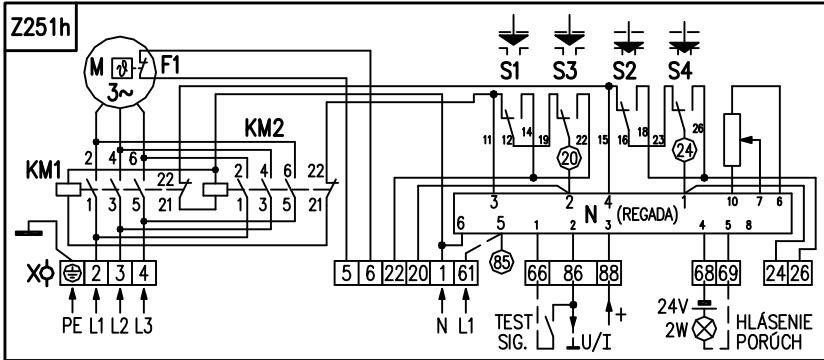 Z251h
S1 S3 S2 S4
M ϑ F1
3~
KM2
2 4 6
KM1
22
21
2 4 6 22
1 3 5
1 3 5 21
11 12 14 19 22 15 16 18 23 26
20 24
10 7 6
3 2 4 1
N (REGADA)
6 5 1 2 3 4 5 8
85
X 2 3 4
5 6 22 20 1 61
66 86 88
68 69
24 26
PE L1 L2 L3
N L1
TEST
SIG.
U/I
+
24V
2W
HLÁSENIE
PORÚCH